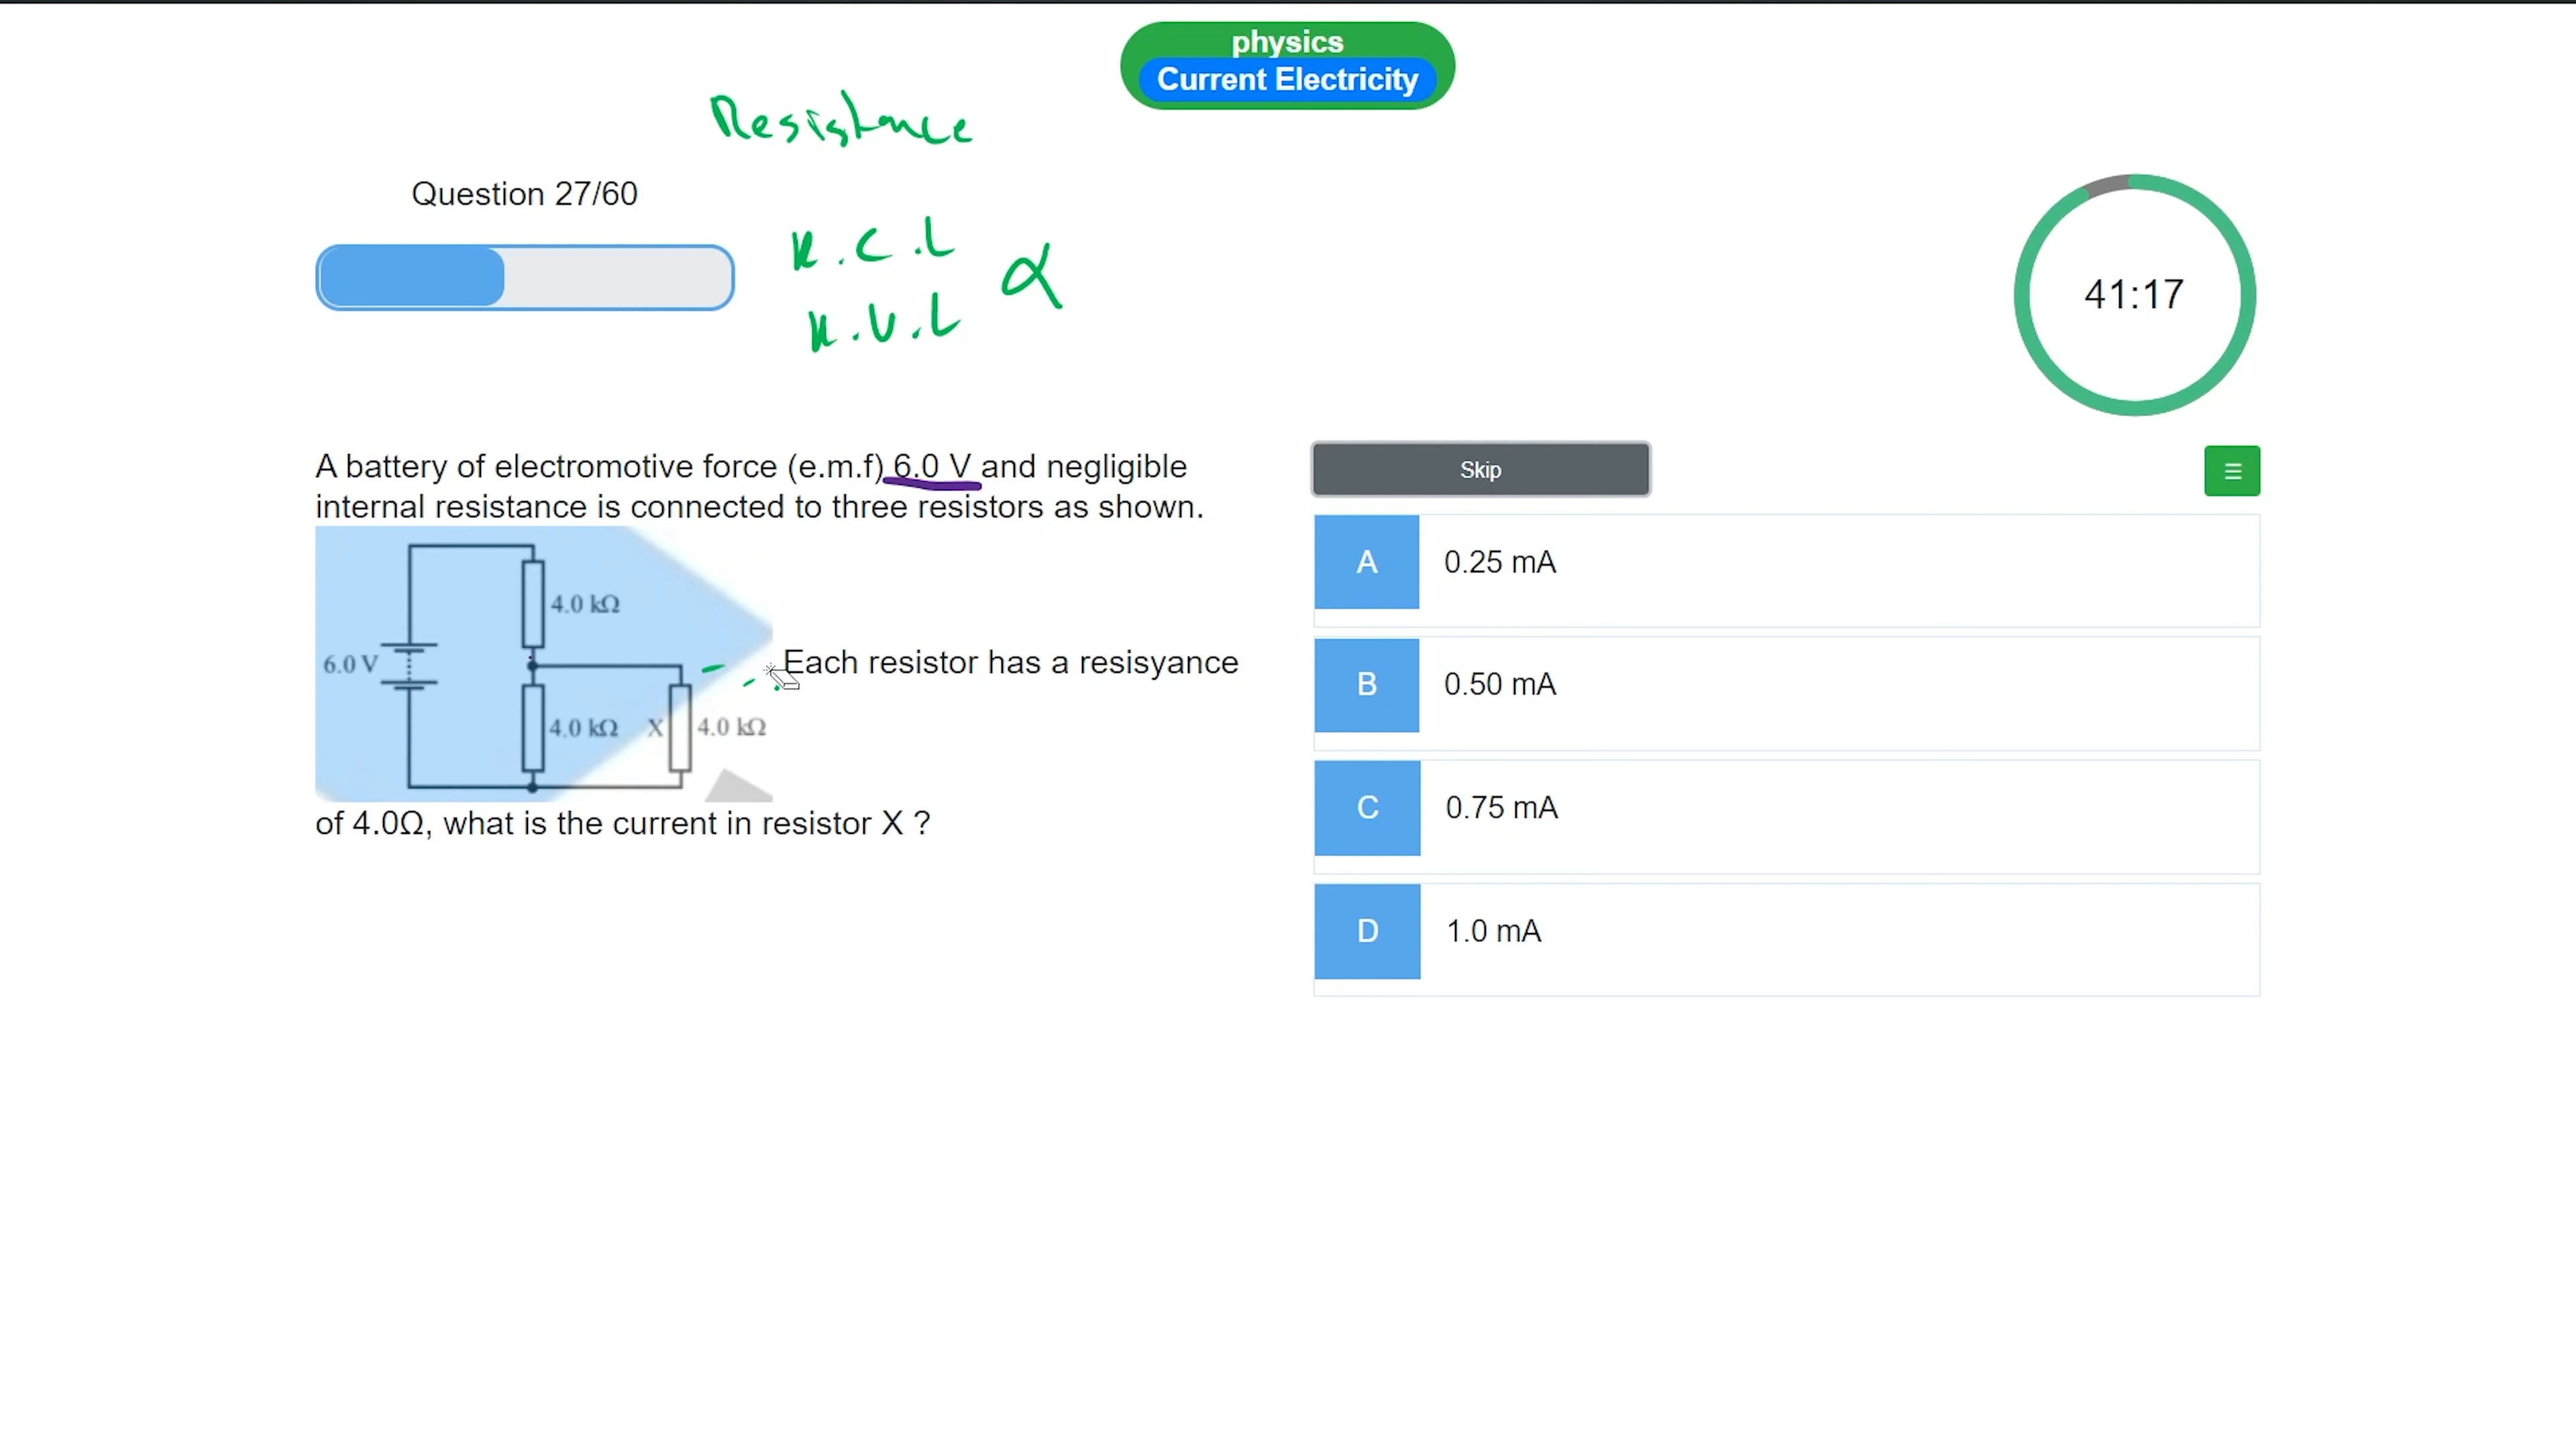 physics
Current Electricity
Resistance
Question 27/60
K.C.L
α
K.V.L
41:17
A battery of electromotive force (e.m.f) 6.0 V and negligible
internal resistance is connected to three resistors as shown.
4.0 kΩ
6.0 V
Each resistor has a resisyance
4.0 kΩ
X
4.0 kΩ
of 4.0Ω, what is the current in resistor X ?
Skip
☰
A
0.25 mA
B
0.50 mA
C
0.75 mA
D
1.0 mA